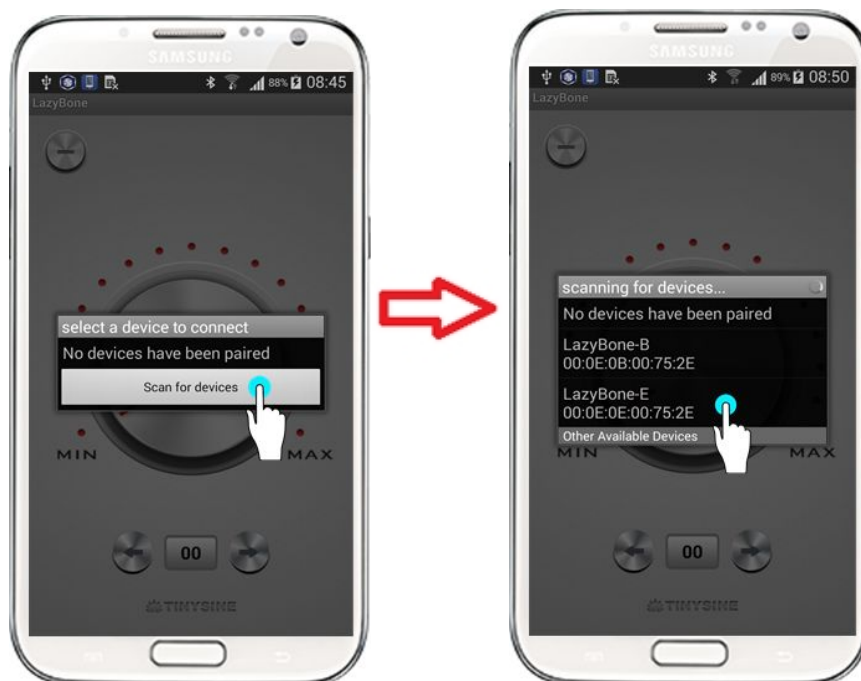 SAMSUNG
88% 08:45
LazyBone
select a device to connect
No devices have been paired
Scan for devices
MIN
MAX
00
TINYSINE
SAMSUNG
89% 08:50
LazyBone
scanning for devices...
No devices have been paired
LazyBone-B
00:0E:0B:00:75:2E
LazyBone-E
00:0E:0E:00:75:2E
Other Available Devices
MIN
MAX
00
TINYSINE